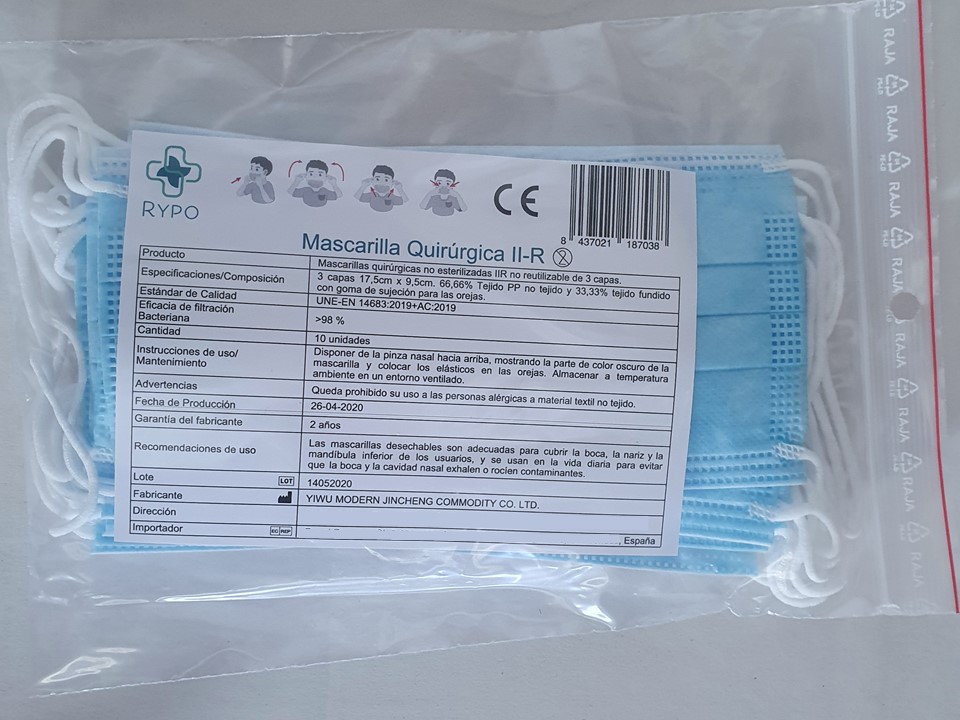 RYPO
CE
8 437021 187038
Mascarilla Quirúrgica II-R
Producto
Mascarillas quirúrgicas no esterilizadas IIR no reutilizable de 3 capas.
Especificaciones/Composición
3 capas 17,5cm x 9,5cm. 66,66% Tejido PP no tejido y 33,33% tejido fundido
con goma de sujeción para las orejas.
Estándar de Calidad
UNE-EN 14683:2019+AC:2019
Eficacia de filtración
Bacteriana
>98 %
Cantidad
10 unidades
Instrucciones de uso/
Mantenimiento
Disponer de la pinza nasal hacia arriba, mostrando la parte de color oscuro de la
mascarilla y colocar los elásticos en las orejas. Almacenar a temperatura
ambiente en un entorno ventilado.
Advertencias
Queda prohibido su uso a las personas alérgicas a material textil no tejido.
Fecha de Producción
26-04-2020
Garantía del fabricante
2 años
Recomendaciones de uso
Las mascarillas desechables son adecuadas para cubrir la boca, la nariz y la
mandíbula inferior de los usuarios, y se usan en la vida diaria para evitar
que la boca y la cavidad nasal exhalen o rocíen contaminantes.
Lote
LOT
14052020
Fabricante
YIWU MODERN JINCHENG COMMODITY CO. LTD.
Dirección
Importador
EC REP
, España
RAJA
RAJA
RAJA
RAJA
RAJA
RAJA
RAJA
RAJA